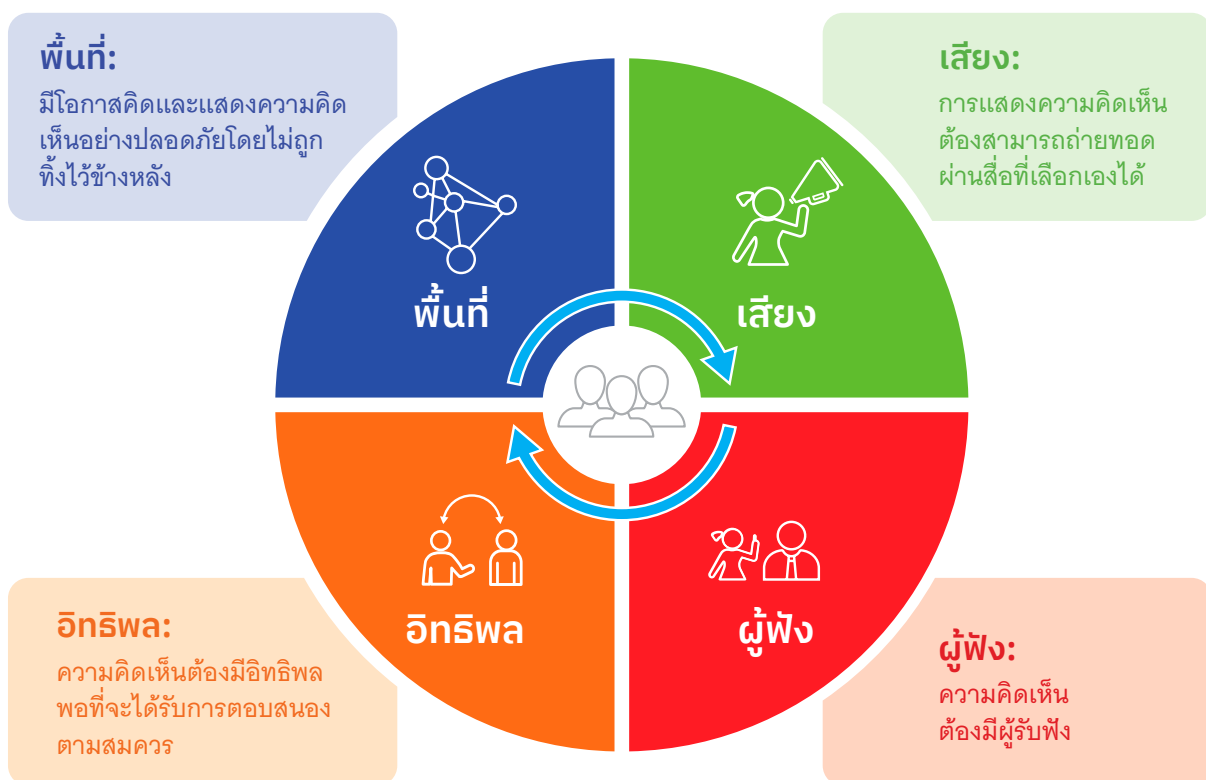 พื้นที่:
มีโอกาสคิดและแสดงความคิด
เห็นอย่างปลอดภัยโดยไม่ถูก
ทิ้งไว้ข้างหลัง
เสียง:
การแสดงความคิดเห็น
ต้องสามารถถ่ายทอด
ผ่านสื่อที่เลือกเองได้
พื้นที่
เสียง
อิทธิพล
ผู้ฟัง
อิทธิพล:
ความคิดเห็นต้องมีอิทธิพล
พอที่จะได้รับการตอบสนอง
ตามสมควร
ผู้ฟัง:
ความคิดเห็น
ต้องมีผู้รับฟัง